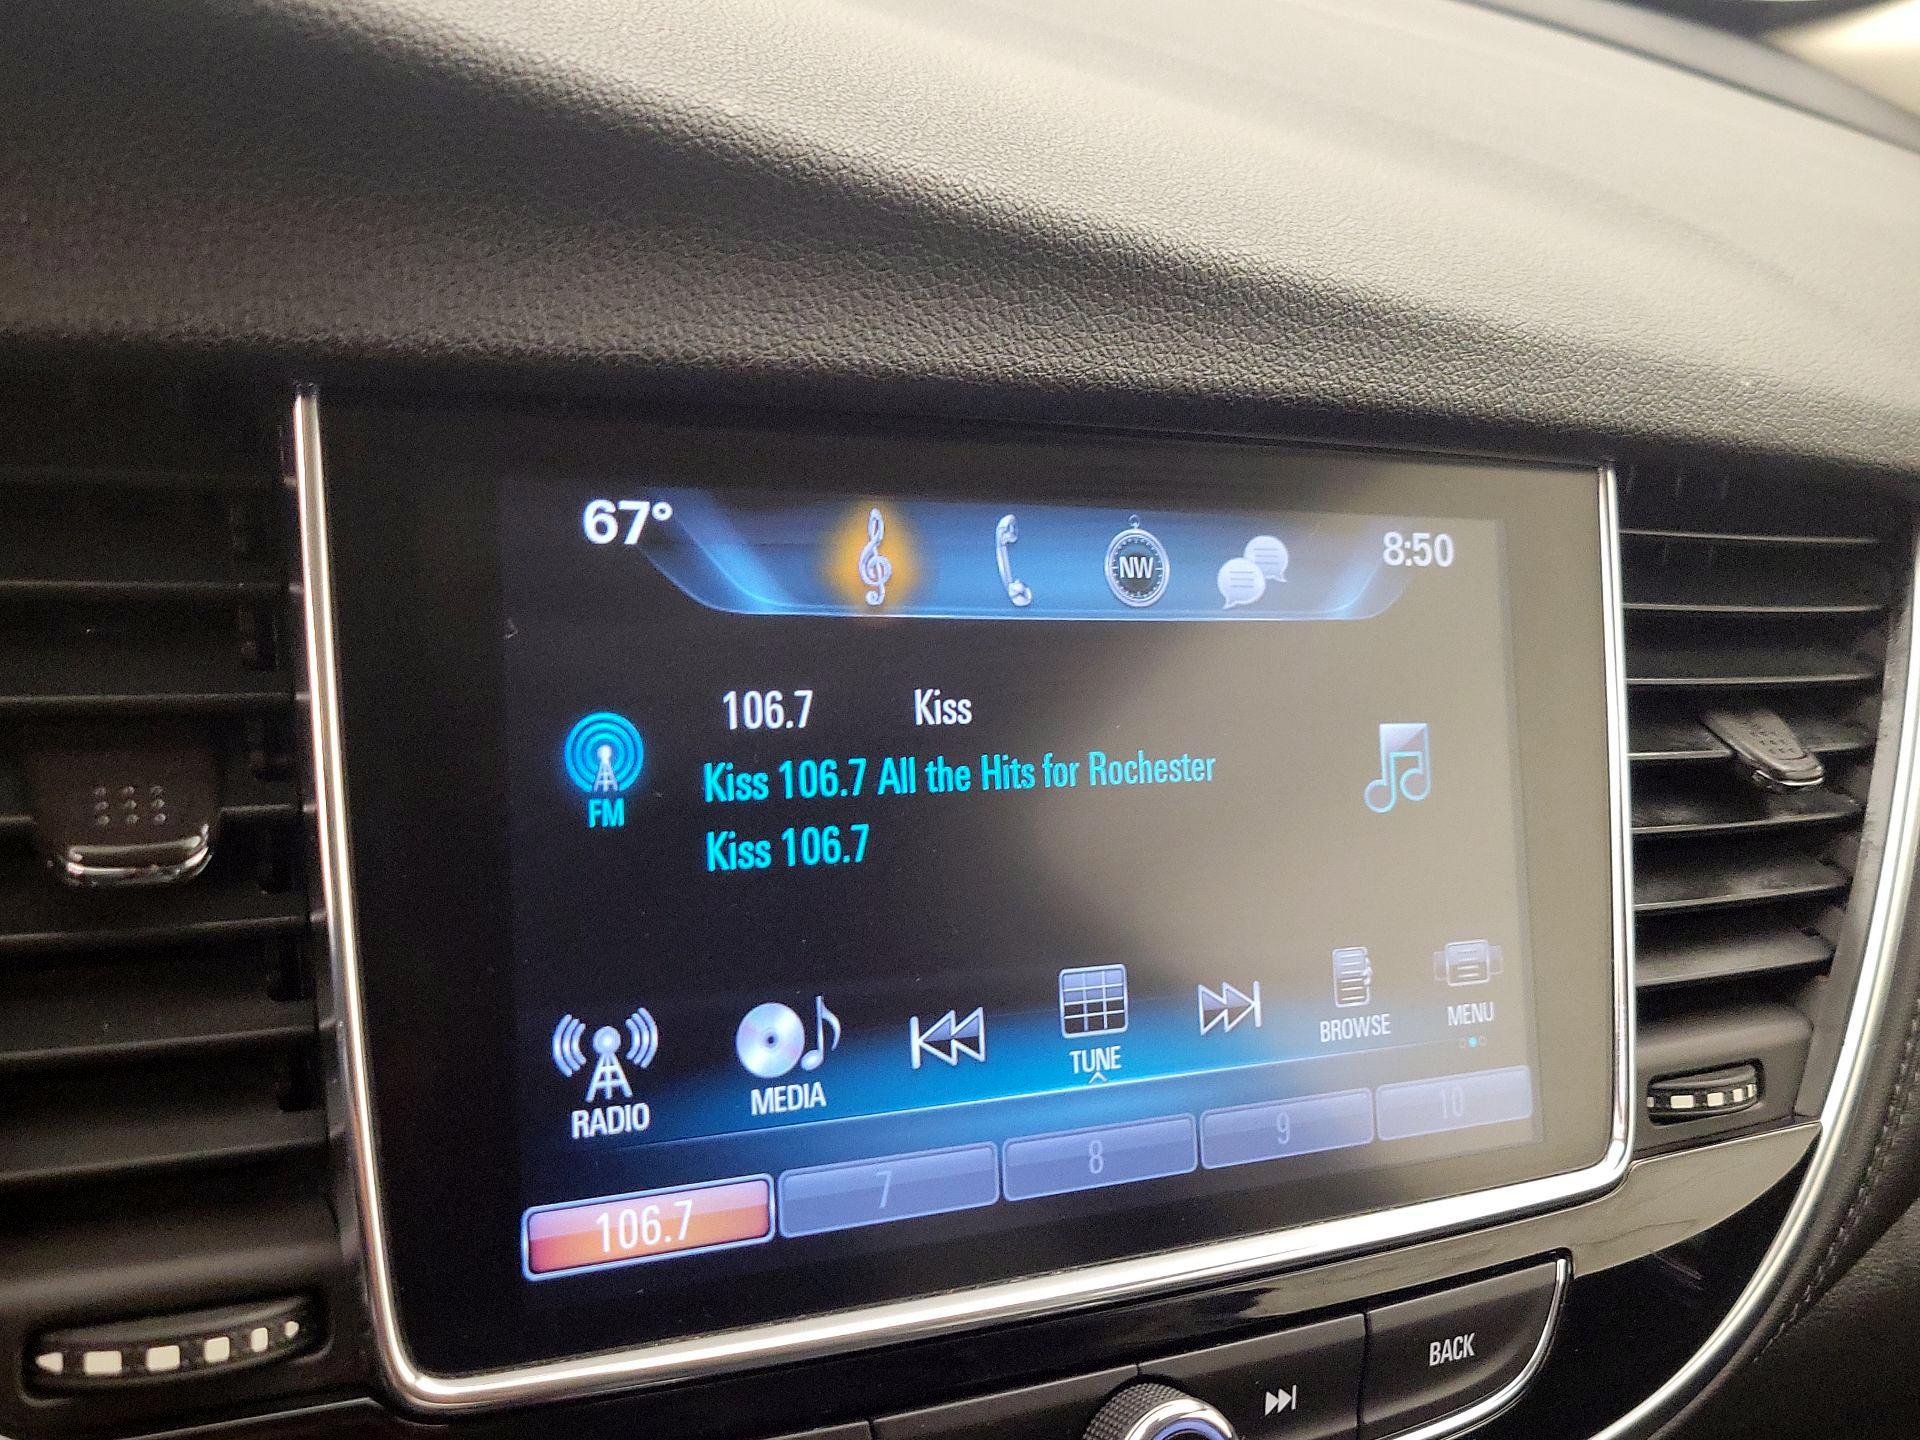 67°
NW
8:50
106.7 Kiss
Kiss 106.7 All the Hits for Rochester
FM
Kiss 106.7
RADIO
MEDIA
TUNE
BROWSE
MENU
106.7
7
8
9
10
BACK